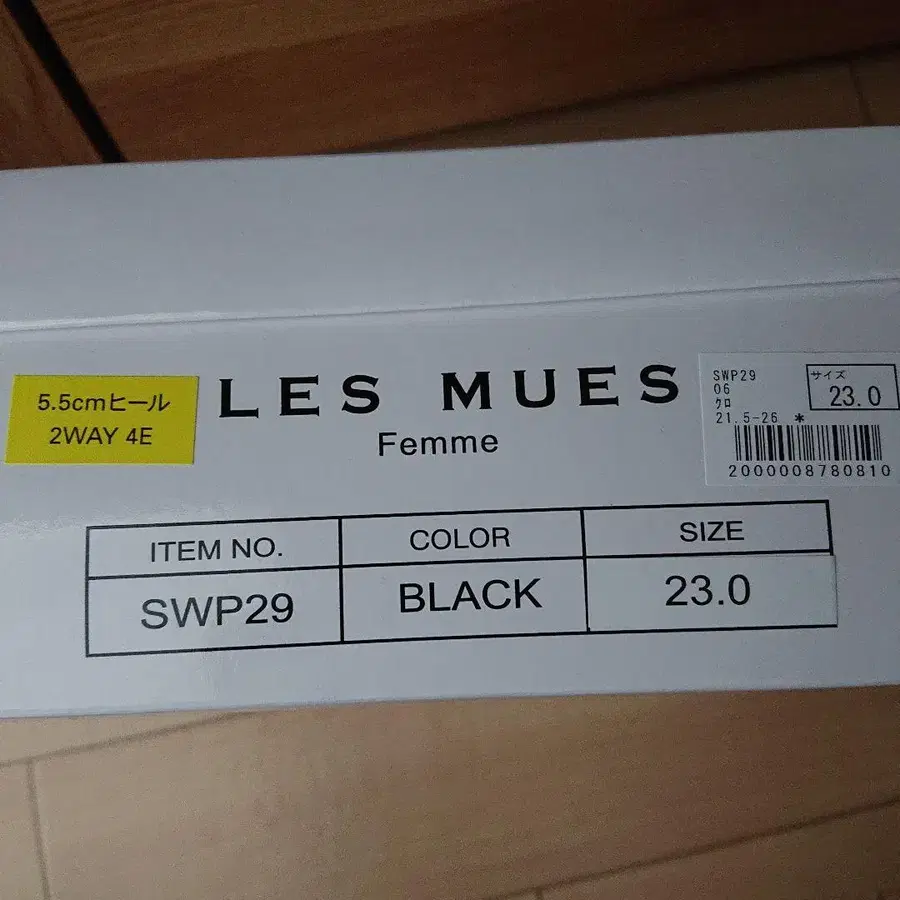 5.5cmヒール
2WAY 4E
LES MUES
Femme
SWP29
06
ｸﾛ
21.5-26 *
サイズ
23.0
2000008780810
ITEM NO. COLOR SIZE
SWP29 BLACK 23.0